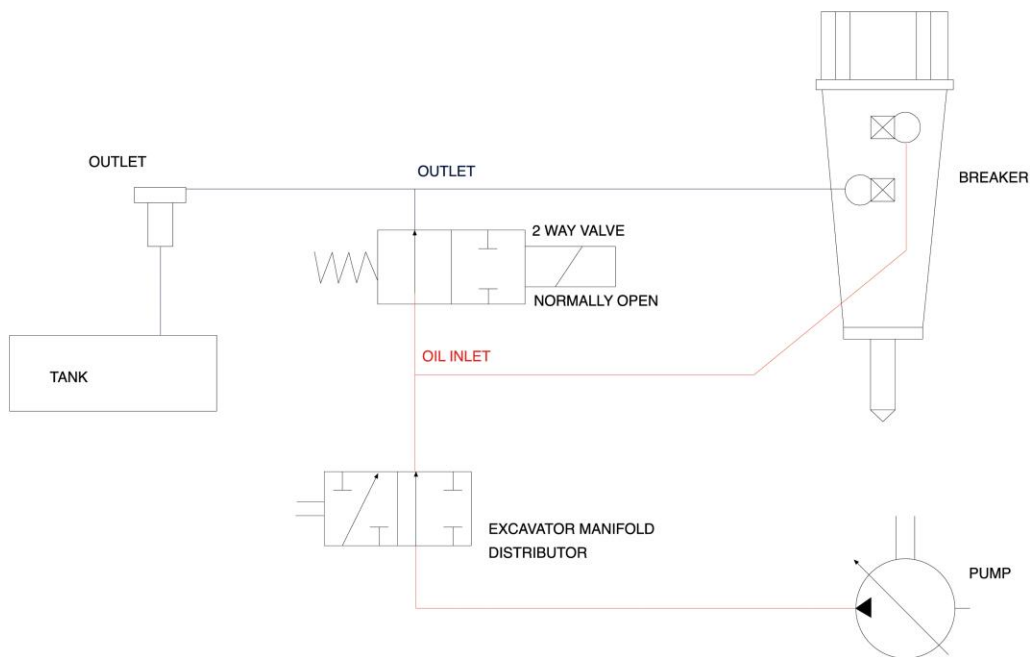 OUTLET
OUTLET
BREAKER
2 WAY VALVE
NORMALLY OPEN
OIL INLET
TANK
EXCAVATOR MANIFOLD
DISTRIBUTOR
PUMP